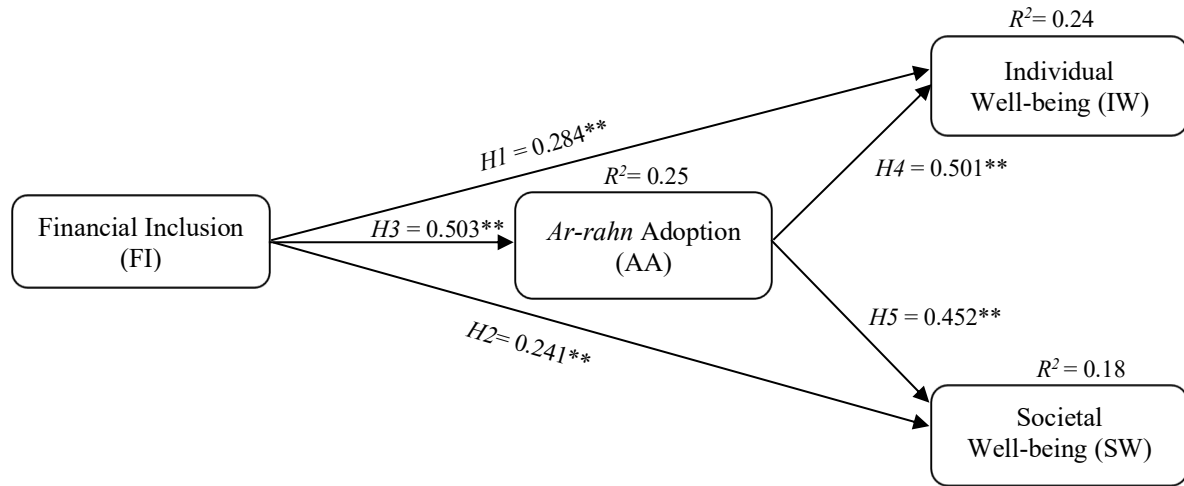 R²= 0.24
Individual
Well-being (IW)
H1 = 0.284**
H4 = 0.501**
R²= 0.25
Financial Inclusion
(FI)
H3 = 0.503**
Ar-rahn Adoption
(AA)
H2= 0.241**
H5 = 0.452**
R² = 0.18
Societal
Well-being (SW)